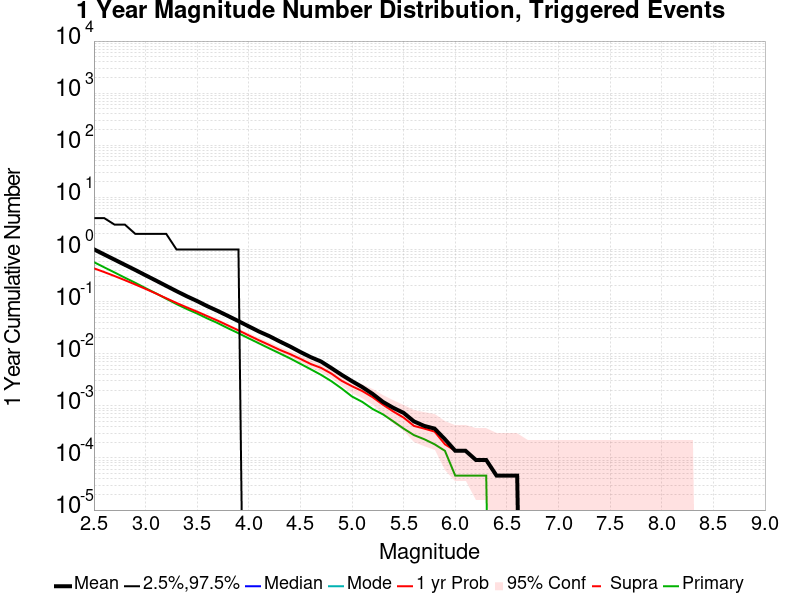 1 Year Magnitude Number Distribution, Triggered Events
1 Year Cumulative Number
10^4
10^3
10^2
10^1
10^0
10^-1
10^-2
10^-3
10^-4
10^-5
2.5 3.0 3.5 4.0 4.5 5.0 5.5 6.0 6.5 7.0 7.5 8.0 8.5 9.0
Magnitude
Mean 2.5%,97.5% Median Mode 1 yr Prob 95% Conf Supra Primary